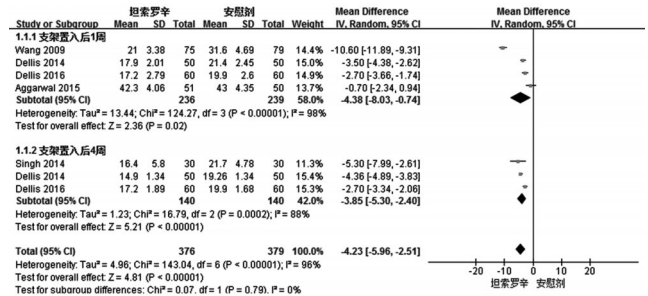 坦索罗辛 安慰剂 Mean Difference Mean Difference
Study or Subgroup Mean SD Total Mean SD Total Weight IV, Random, 95% CI IV, Random, 95% CI
1.1.1 支架置入后1周
Wang 2009 21 3.38 75 31.6 4.69 79 14.4% -10.60 [-11.89, -9.31]
Dellis 2014 17.9 2.01 50 21.4 2.45 50 15.0% -3.50 [-4.38, -2.62]
Dellis 2016 17.2 2.79 60 19.9 2.6 60 14.9% -2.70 [-3.66, -1.74]
Aggarwal 2015 42.3 4.06 51 43 4.35 50 13.7% -0.70 [-2.34, 0.94]
Subtotal (95% CI) 236 239 58.0% -4.38 [-8.03, -0.74]
Heterogeneity: Tau² = 13.44; Chi² = 124.27, df = 3 (P < 0.00001); I² = 98%
Test for overall effect: Z = 2.36 (P = 0.02)
1.1.2 支架置入后4周
Singh 2014 16.4 5.8 30 21.7 4.78 30 11.3% -5.30 [-7.99, -2.61]
Dellis 2014 14.9 1.34 50 19.26 1.34 50 15.3% -4.36 [-4.89, -3.83]
Dellis 2016 17.2 1.89 60 19.9 1.68 60 15.3% -2.70 [-3.34, -2.06]
Subtotal (95% CI) 140 140 42.0% -3.85 [-5.30, -2.40]
Heterogeneity: Tau² = 1.23; Chi² = 16.79, df = 2 (P = 0.0002); I² = 88%
Test for overall effect: Z = 5.21 (P < 0.00001)
Total (95% CI) 376 379 100.0% -4.23 [-5.96, -2.51]
Heterogeneity: Tau² = 4.96; Chi² = 143.04, df = 6 (P < 0.00001); I² = 96%
Test for overall effect: Z = 4.81 (P < 0.00001)
Test for subgroup differences: Chi² = 0.07, df = 1 (P = 0.79), I² = 0%
-20 -10 0 10 20
坦索罗辛 安慰剂